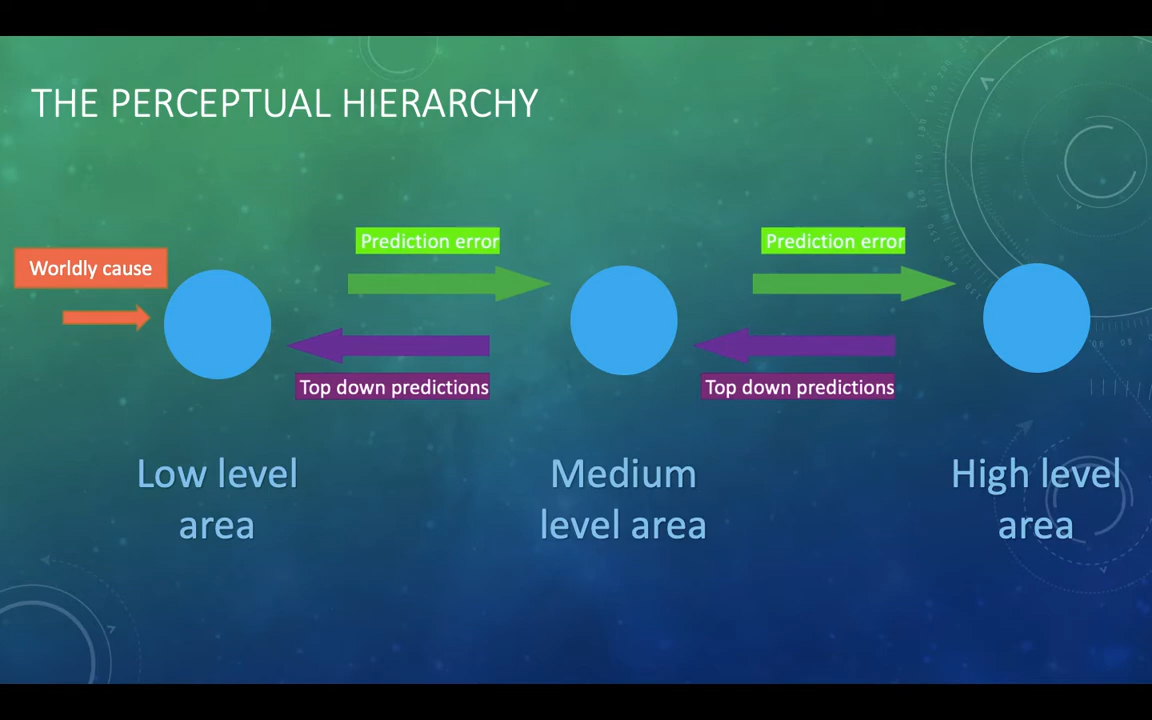 THE PERCEPTUAL HIERARCHY
Worldly cause
Prediction error
Prediction error
Top down predictions
Top down predictions
Low level
area
Medium
level area
High level
area